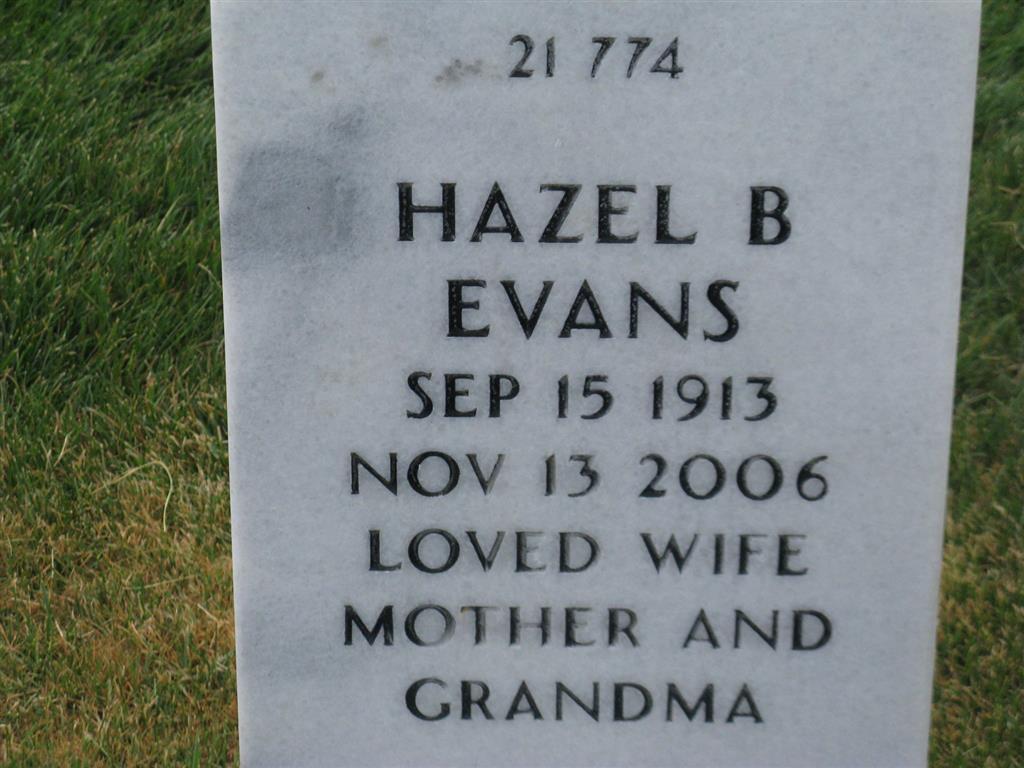 21 774
HAZEL B
EVANS
SEP 15 1913
NOV 13 2006
LOVED WIFE
MOTHER AND
GRANDMA